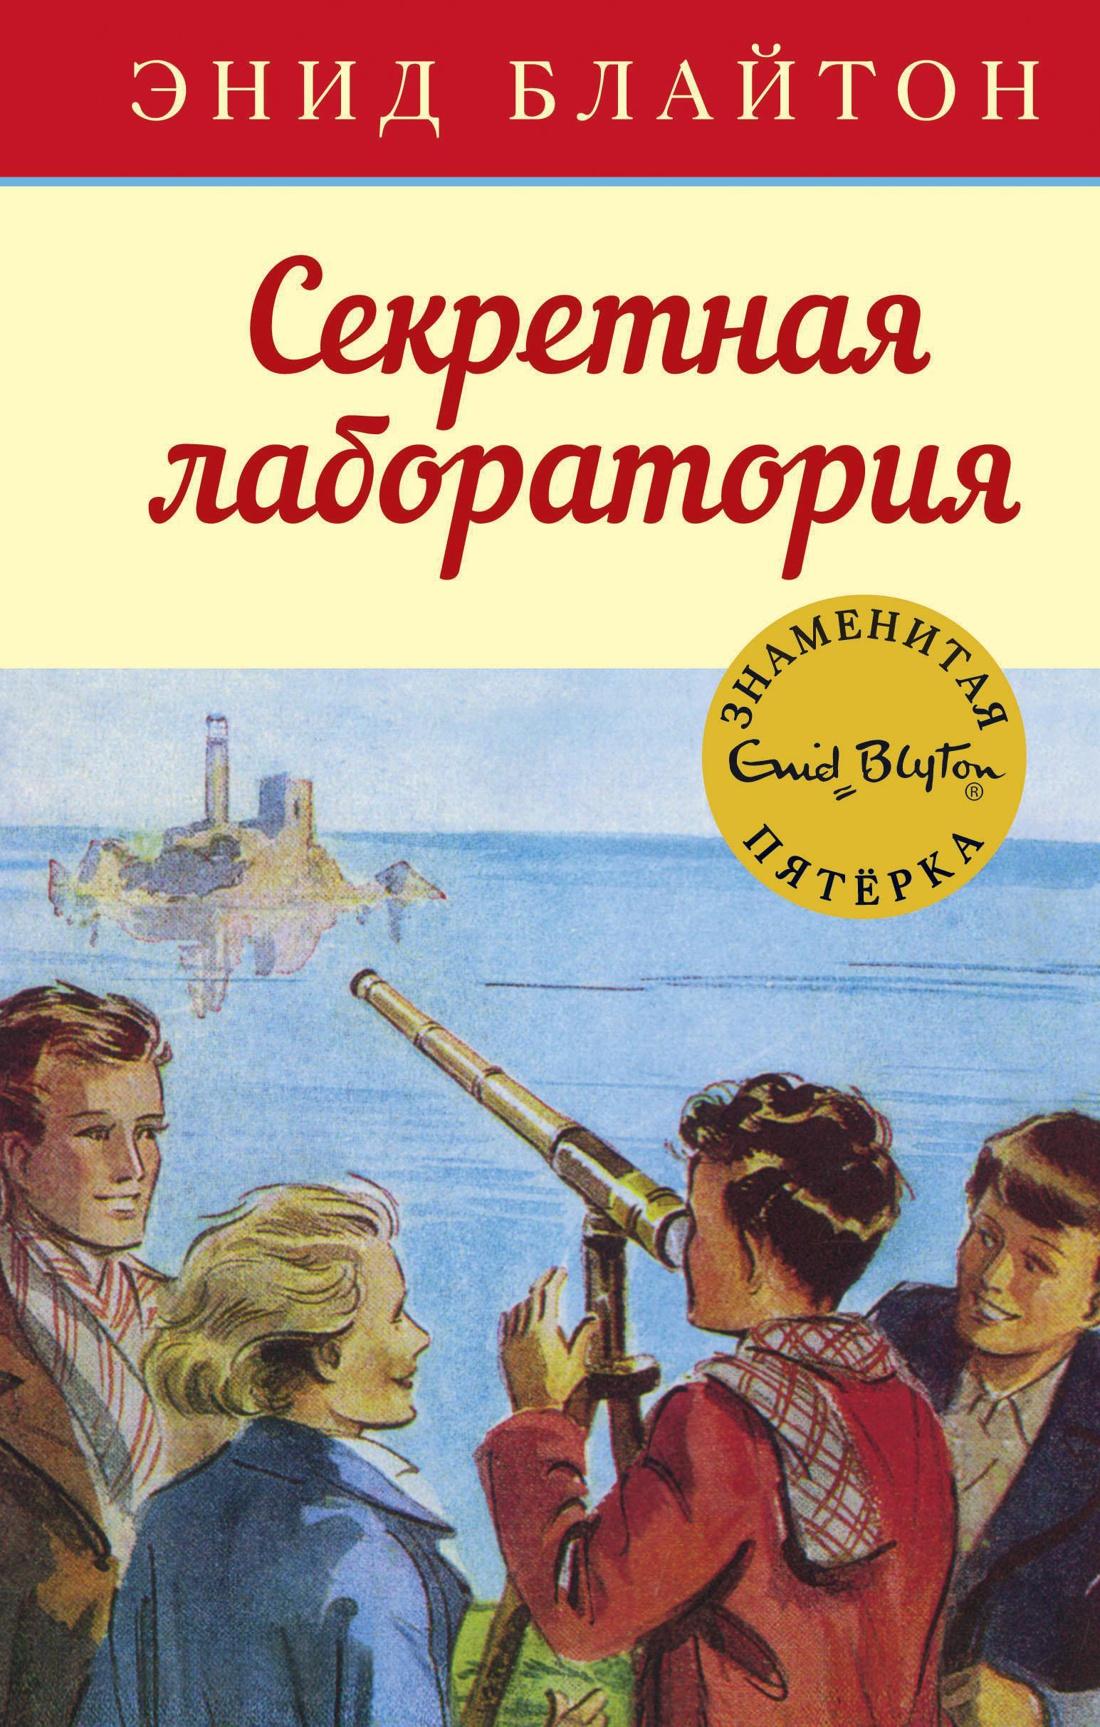 ЭНИД БЛАЙТОН
Секретная
лаборатория
ЗНАМЕНИТАЯ
Enid Blyton®
ПЯТЁРКА